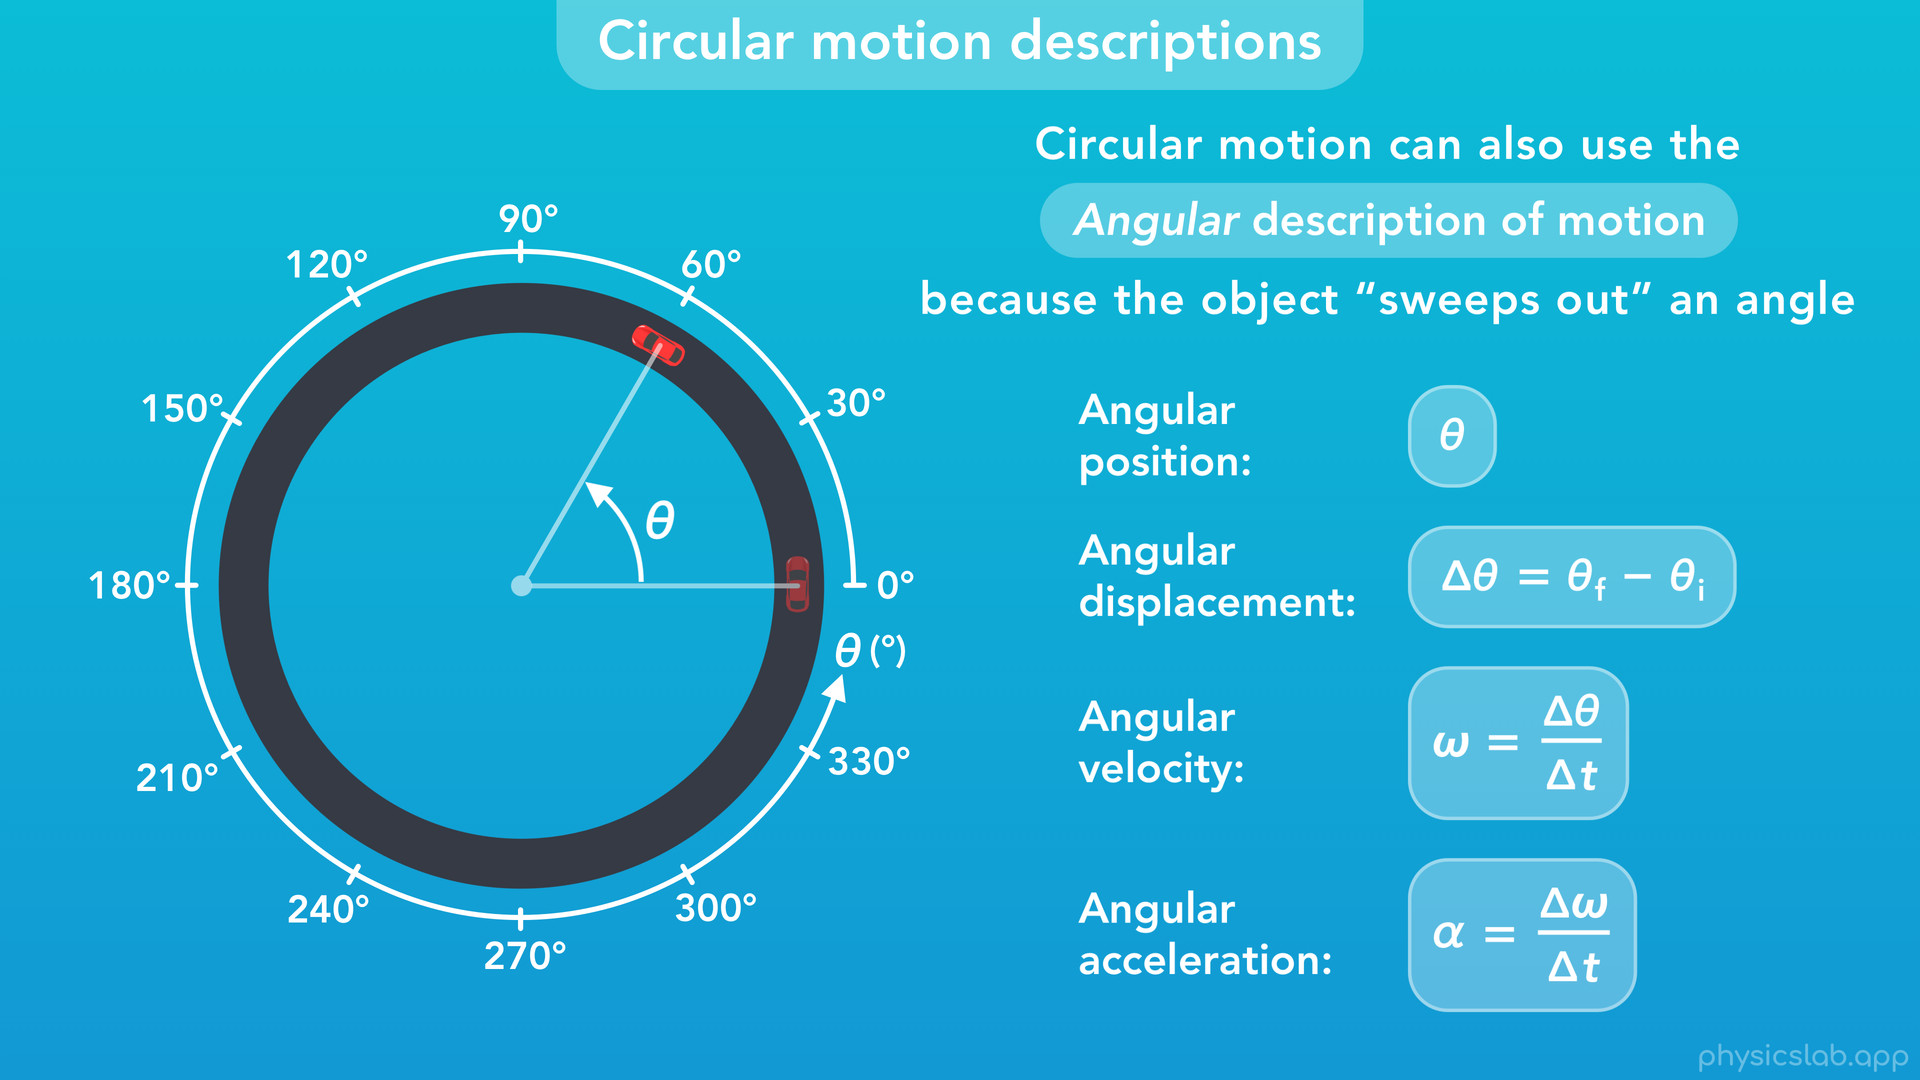 Circular motion descriptions
Circular motion can also use the
Angular description of motion
because the object “sweeps out” an angle
90°
120°
60°
150°
30°
180°
0°
θ
θ (°)
210°
330°
240°
300°
270°
Angular
position:
θ
Angular
displacement:
Δθ = θf − θi
Angular
velocity:
ω = Δθ / Δt
Angular
acceleration:
α = Δω / Δt
physicslab.app